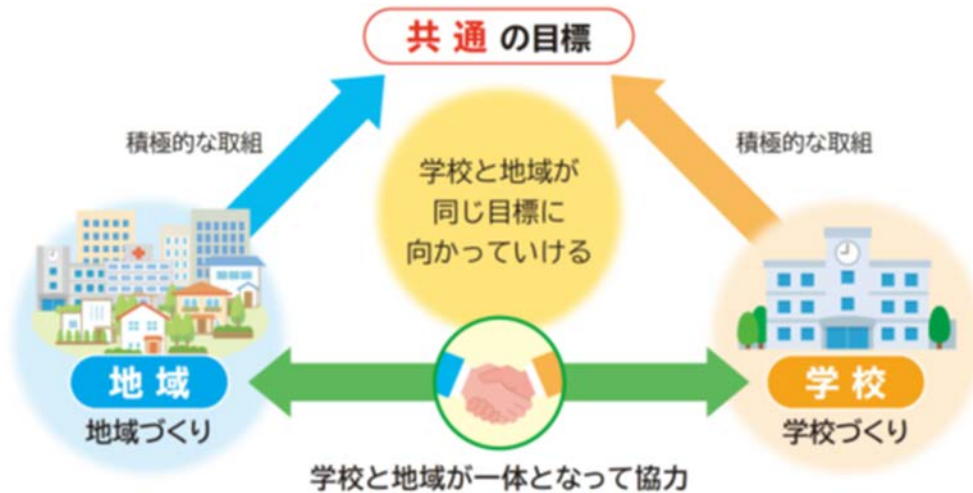 共通の目標
積極的な取組
積極的な取組
学校と地域が
同じ目標に
向かっていける
地域
地域づくり
学校
学校づくり
学校と地域が一体となって協力